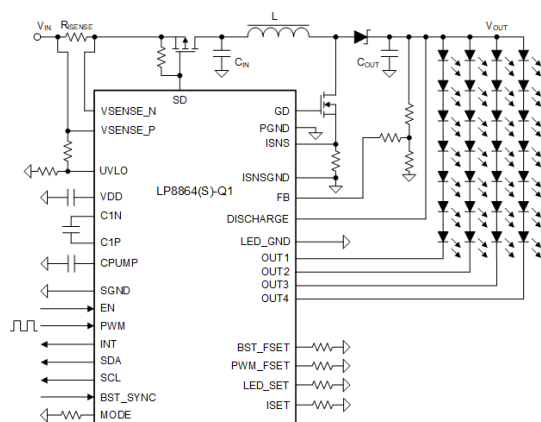 VIN
RISENSE
L
VOUT
CIN
COUT
SD
VSENSE_N
GD
VSENSE_P
PGND
ISNS
UVLO
LP8864(S)-Q1
ISNSGND
VDD
FB
C1N
DISCHARGE
C1P
LED_GND
OUT1
CPUMP
OUT2
OUT3
SGND
OUT4
EN
PWM
INT
BST_FSET
SDA
PWM_FSET
SCL
LED_SET
BST_SYNC
ISET
MODE